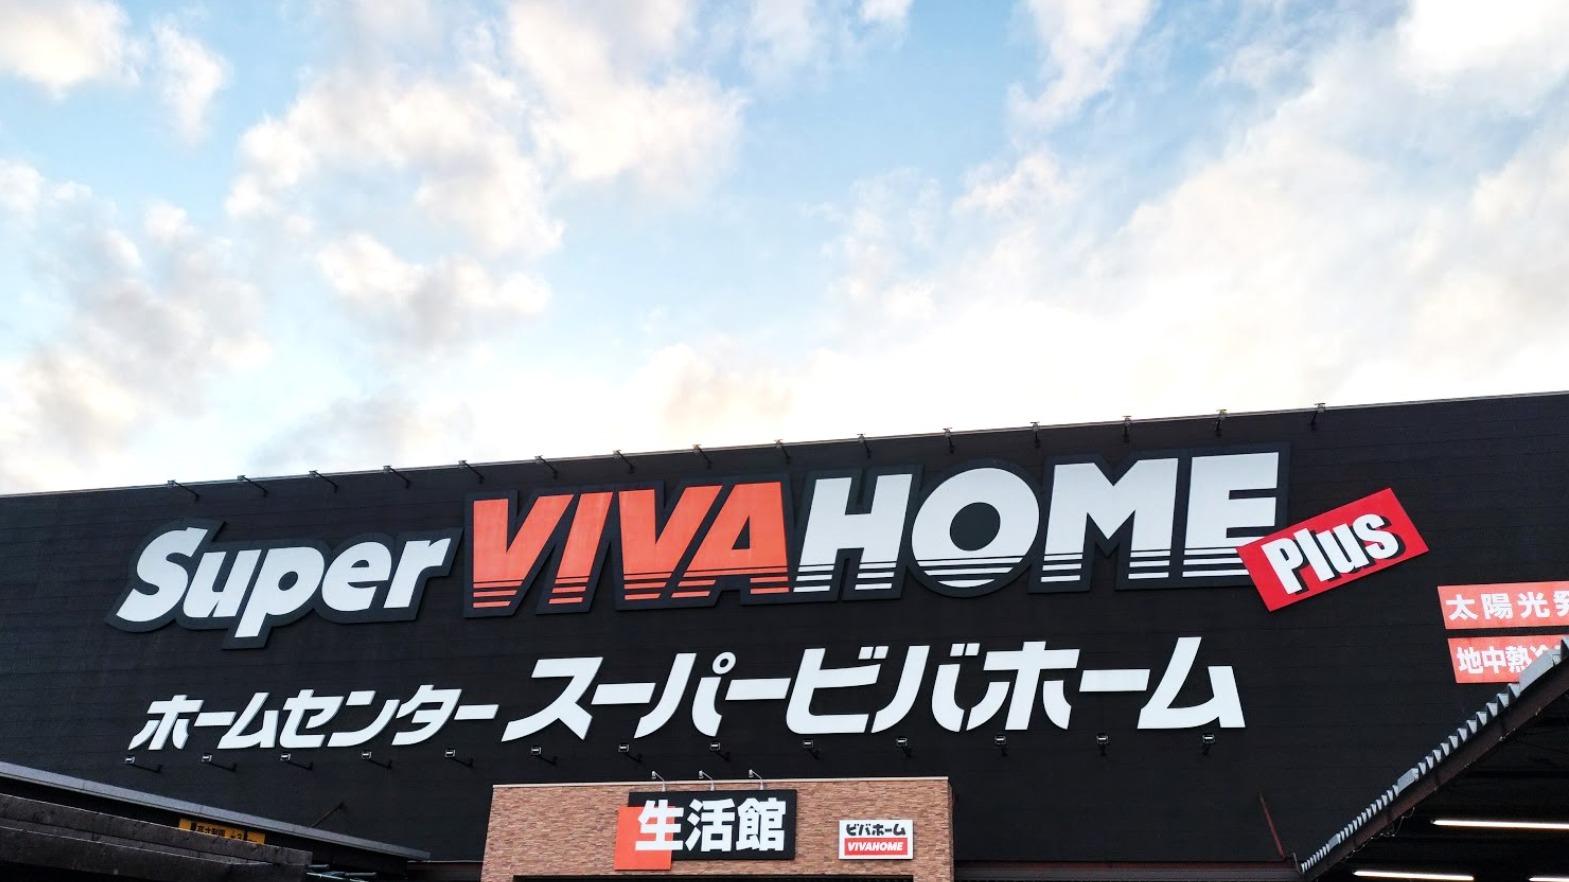 Super VIVAHOME Plus
ホームセンター スーパービバホーム
太陽光発
地中熱
生活館
ビバホーム
VIVAHOME